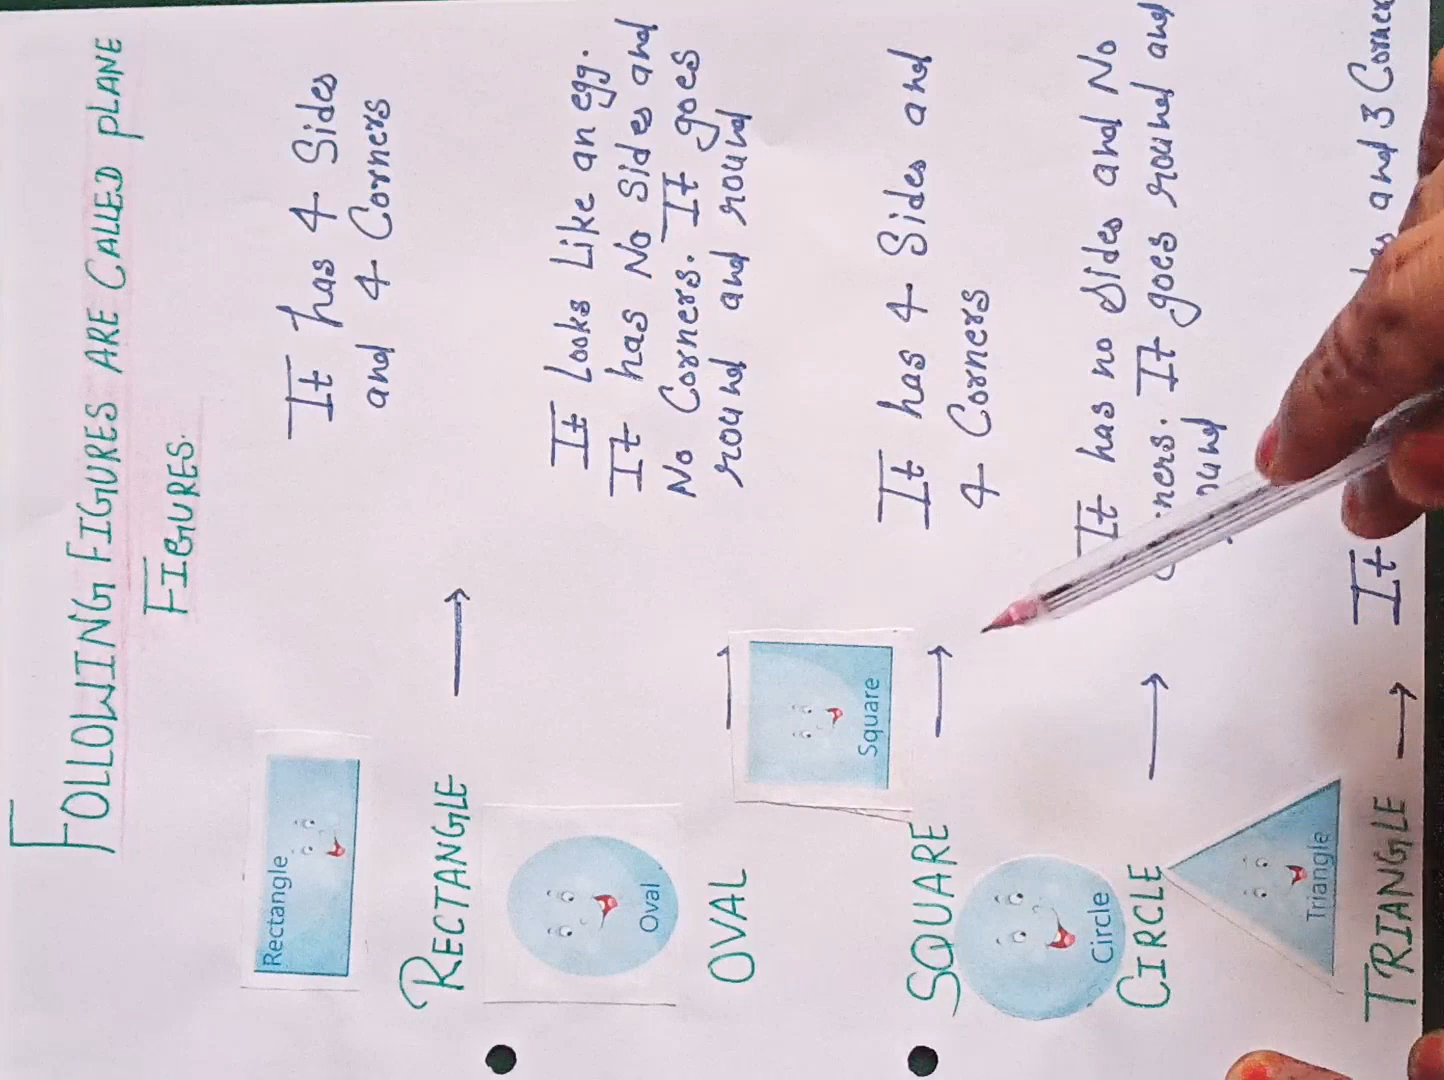 FOLLOWING FIGURES ARE CALLED PLANE
FIGURES.
Rectangle
RECTANGLE
It has 4 Sides
and 4 Corners
Oval
OVAL
It Looks Like an egg.
It has No Sides and
No Corners. It goes
round and round
Square
SQUARE
It has 4 Sides and
4 Corners
Circle
CIRCLE
It has no Sides and No
It goes round and
Triangle
TRIANGLE
It
and 3 Corner